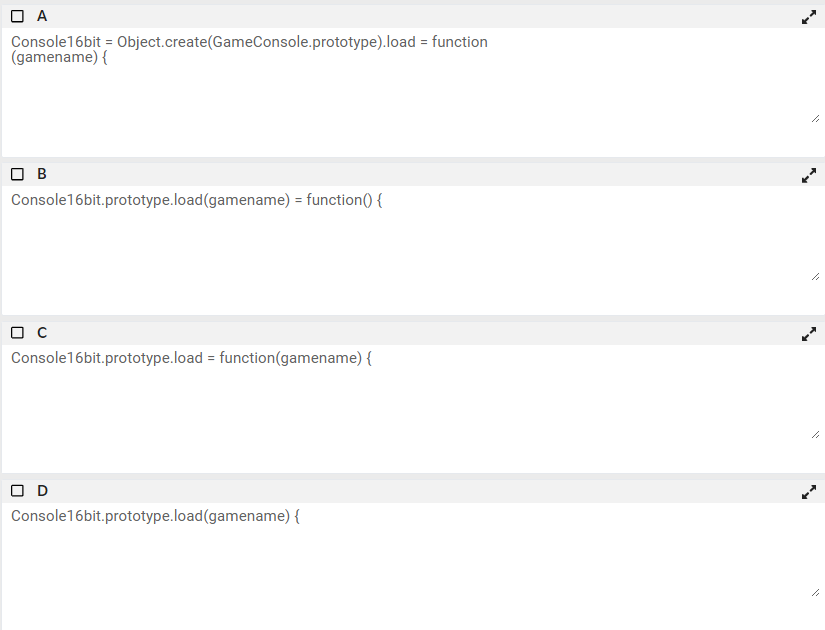 A
Console16bit = Object.create(GameConsole.prototype).load = function
(gamename) {
B
Console16bit.prototype.load(gamename) = function() {
C
Console16bit.prototype.load = function(gamename) {
D
Console16bit.prototype.load(gamename) {